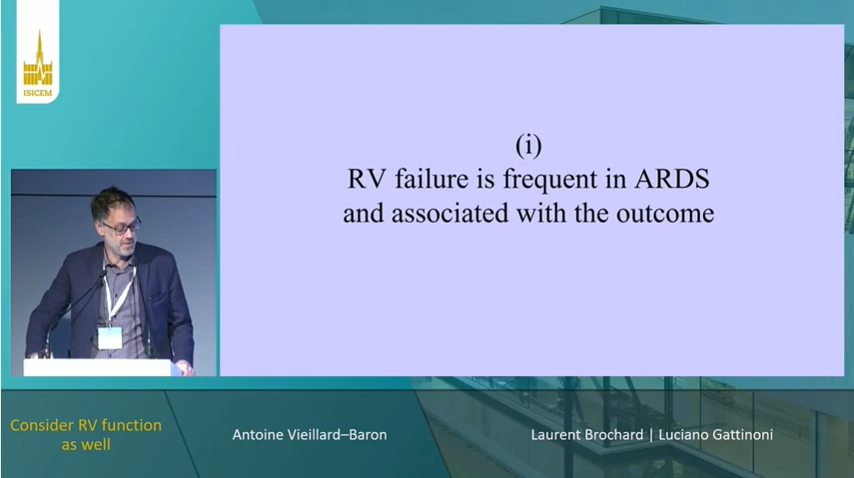 ISICEM
(i)
RV failure is frequent in ARDS
and associated with the outcome
Consider RV function
as well
Antoine Vieillard–Baron
Laurent Brochard | Luciano Gattinoni